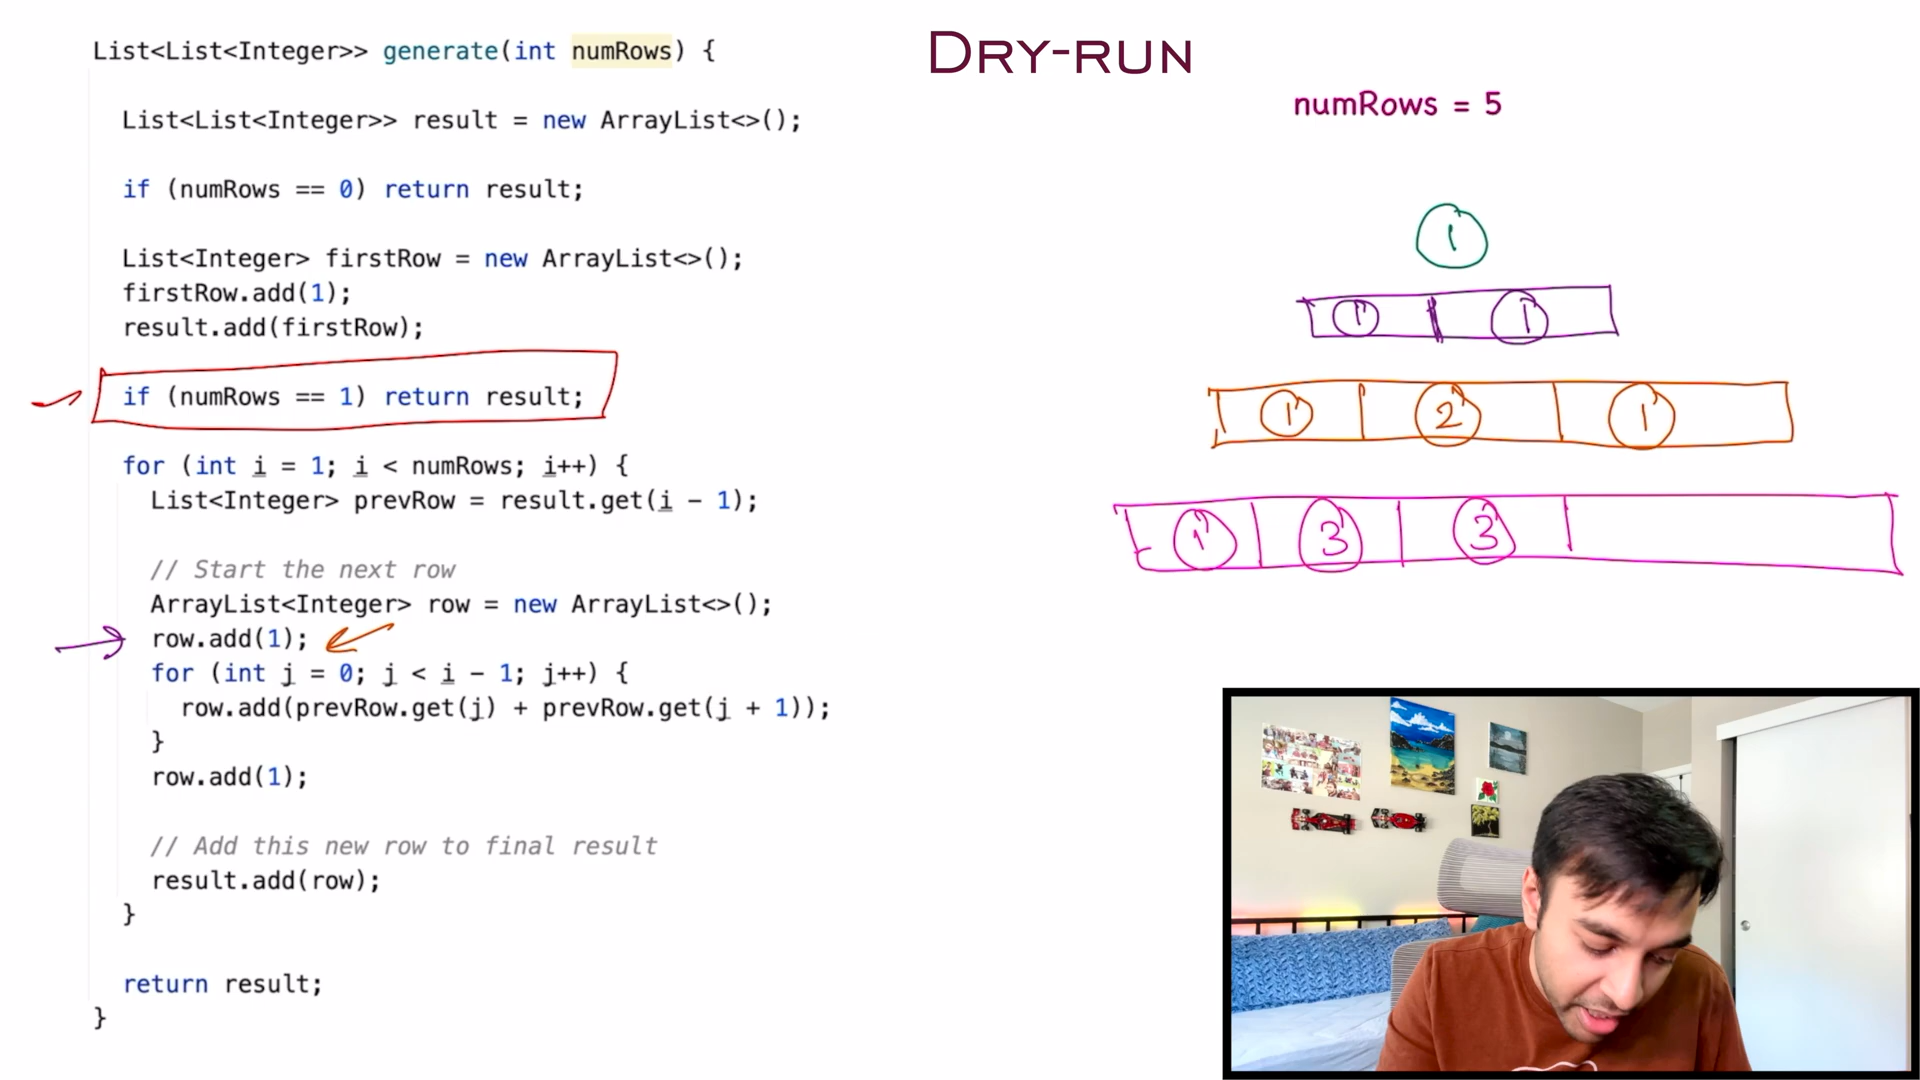 List<List<Integer>> generate(int numRows) {
List<List<Integer>> result = new ArrayList<>();
if (numRows == 0) return result;
List<Integer> firstRow = new ArrayList<>();
firstRow.add(1);
result.add(firstRow);
if (numRows == 1) return result;
for (int i = 1; i < numRows; i++) {
List<Integer> prevRow = result.get(i - 1);
// Start the next row
ArrayList<Integer> row = new ArrayList<>();
row.add(1);
for (int j = 0; j < i - 1; j++) {
row.add(prevRow.get(j) + prevRow.get(j + 1));
}
row.add(1);
// Add this new row to final result
result.add(row);
}
return result;
}
DRY-RUN
numRows = 5
1
1 1
1 2 1
1 3 3